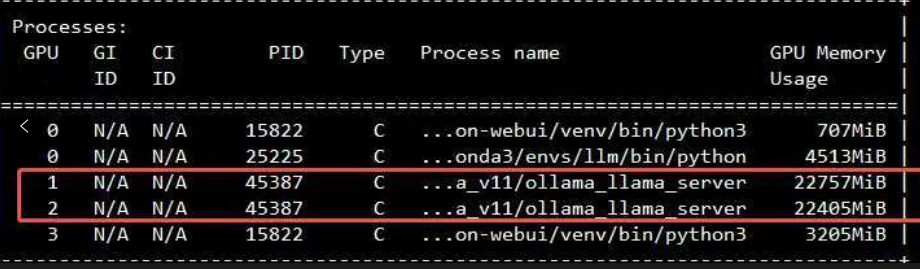 Processes:
GPU GI CI PID Type Process name GPU Memory
ID ID Usage
0 N/A N/A 15822 C ...on-webui/venv/bin/python3 707MiB
0 N/A N/A 25225 C ...onda3/envs/llm/bin/python 4513MiB
1 N/A N/A 45387 C ...a_v11/ollama_llama_server 22757MiB
2 N/A N/A 45387 C ...a_v11/ollama_llama_server 22405MiB
3 N/A N/A 15822 C ...on-webui/venv/bin/python3 3205MiB